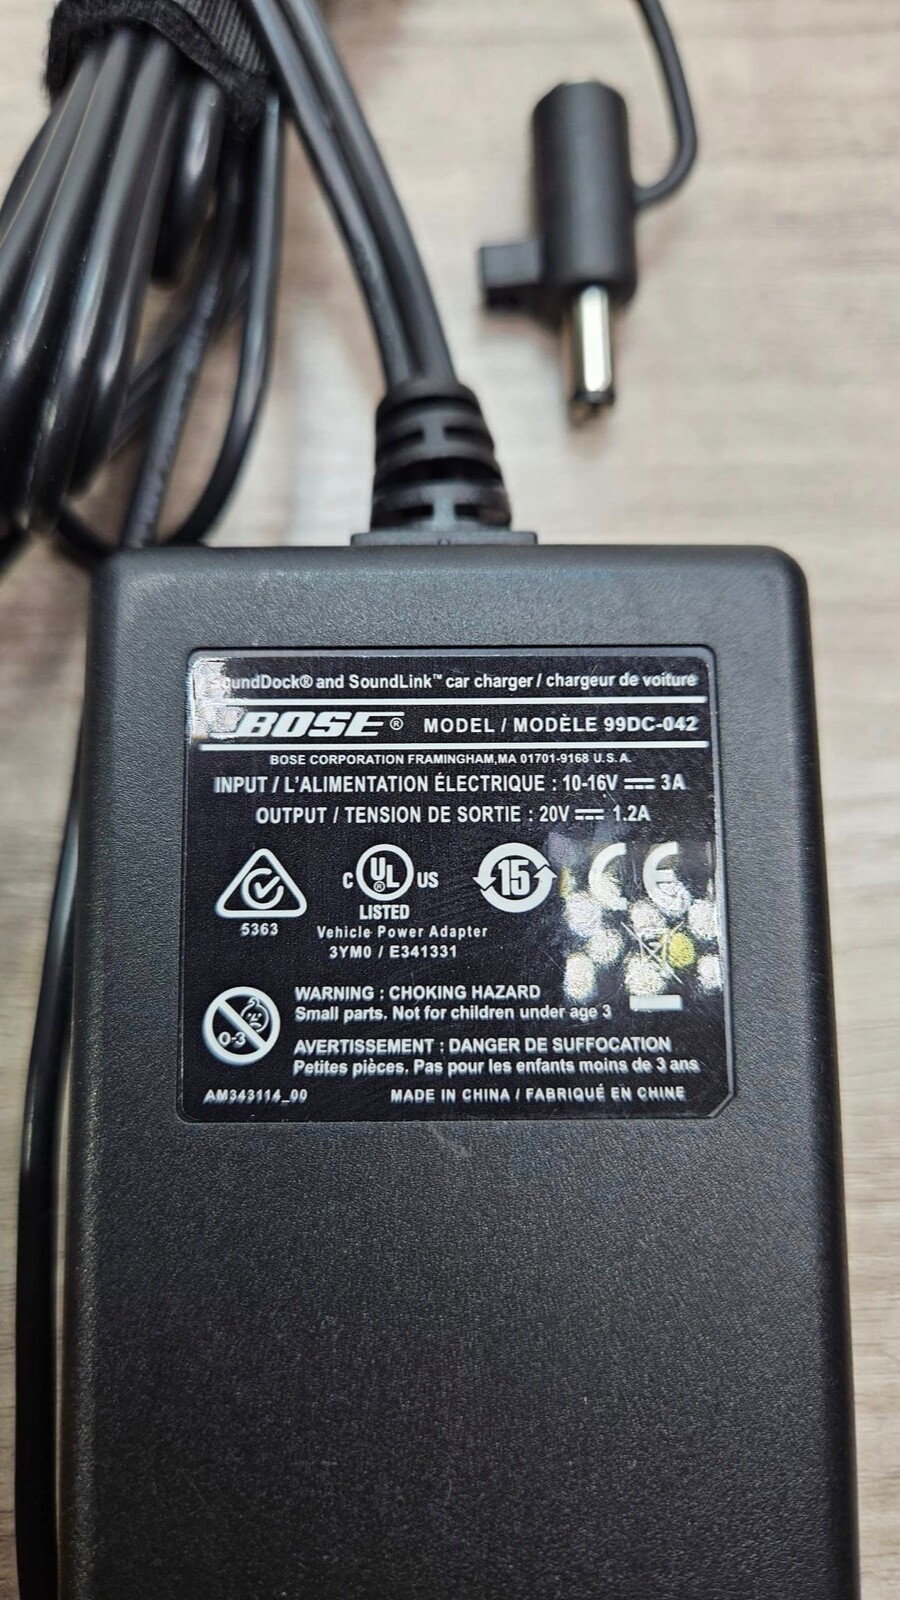 SoundDock® and SoundLink™ car charger / chargeur de voiture
BOSE® MODEL / MODÈLE 99DC-042
BOSE CORPORATION FRAMINGHAM,MA 01701-9168 U.S.A.
INPUT / L'ALIMENTATION ÉLECTRIQUE : 10-16V ⎓ 3A
OUTPUT / TENSION DE SORTIE : 20V ⎓ 1.2A
C UL® US 15 CE
5363 LISTED
Vehicle Power Adapter
3YM0 / E341331
WARNING : CHOKING HAZARD
Small parts. Not for children under age 3
0-3
AVERTISSEMENT : DANGER DE SUFFOCATION
Petites pièces. Pas pour les enfants moins de 3 ans
AM343114_00 MADE IN CHINA / FABRIQUÉ EN CHINE